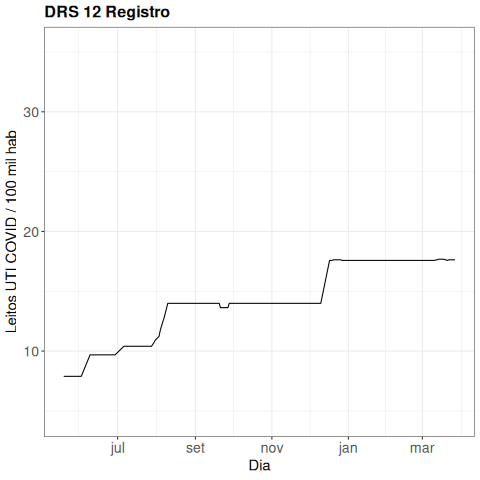 DRS 12 Registro
Leitos UTI COVID / 100 mil hab
30
20
10
jul set nov jan mar
Dia